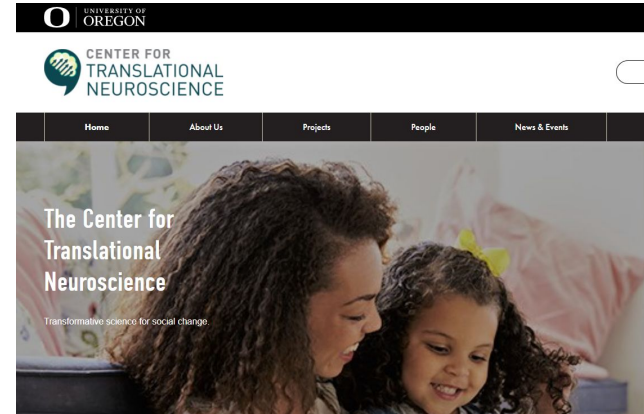 UNIVERSITY OF
OREGON
CENTER FOR
TRANSLATIONAL
NEUROSCIENCE
Home About Us Projects People News & Events
The Center for
Translational
Neuroscience
Transformative science for social change.